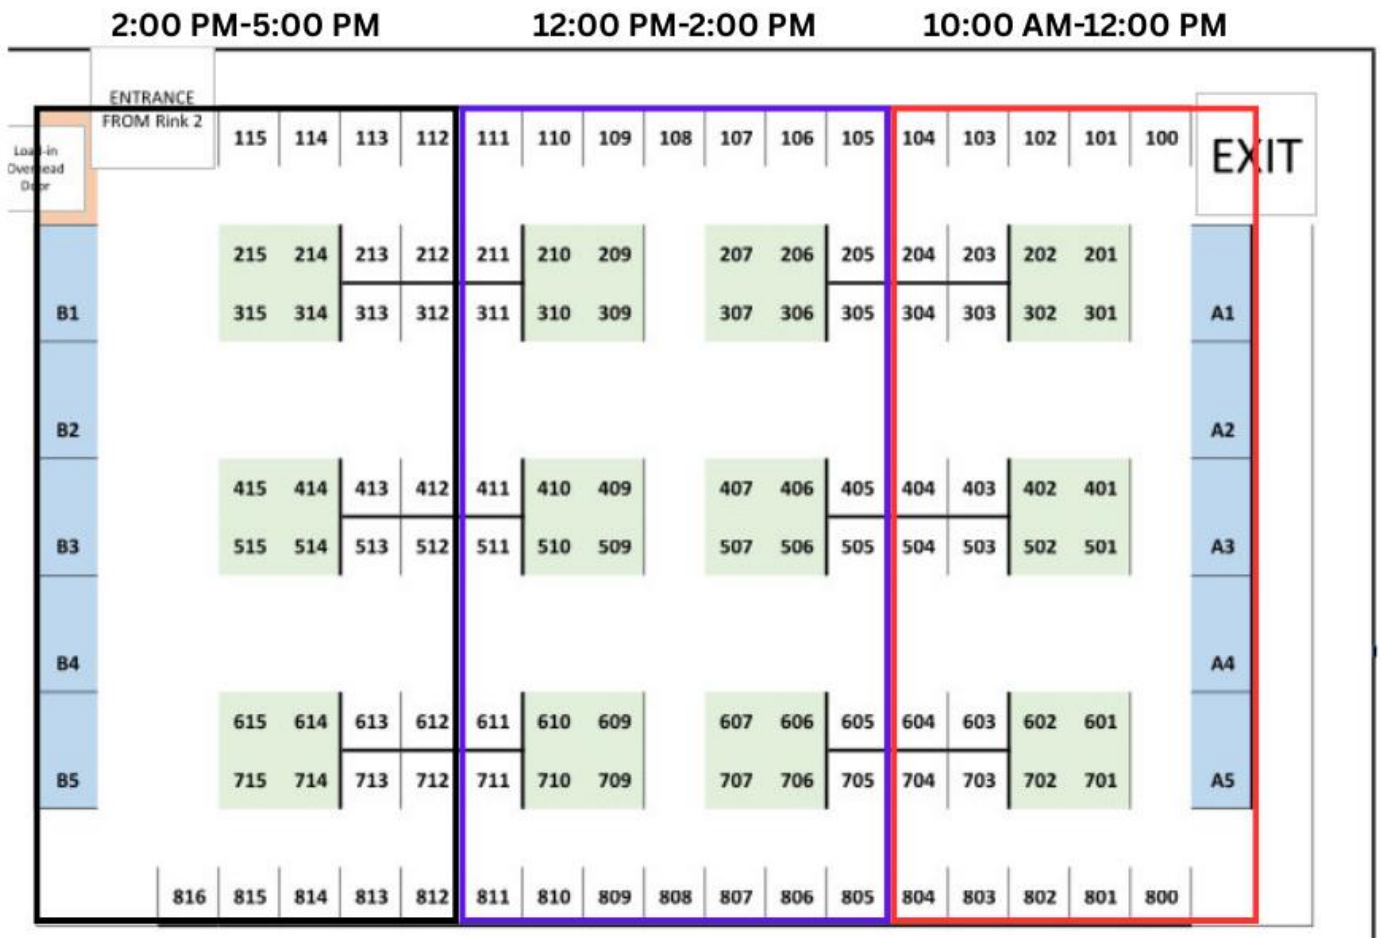 2:00 PM-5:00 PM 12:00 PM-2:00 PM 10:00 AM-12:00 PM
ENTRANCE
FROM Rink 2
Load-in
Overhead
Door
115 114 113 112 111 110 109 108 107 106 105 104 103 102 101 100
EXIT
215 214 213 212 211 210 209 207 206 205 204 203 202 201
B1 315 314 313 312 311 310 309 307 306 305 304 303 302 301 A1
B2 A2
415 414 413 412 411 410 409 407 406 405 404 403 402 401
B3 515 514 513 512 511 510 509 507 506 505 504 503 502 501 A3
B4 A4
615 614 613 612 611 610 609 607 606 605 604 603 602 601
B5 715 714 713 712 711 710 709 707 706 705 704 703 702 701 A5
816 815 814 813 812 811 810 809 808 807 806 805 804 803 802 801 800